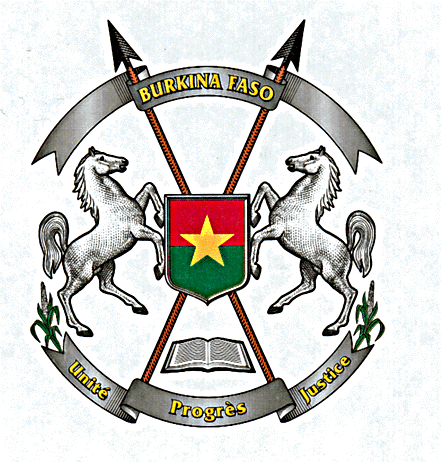 BURKINA FASO
Unité
Progrès
Justice